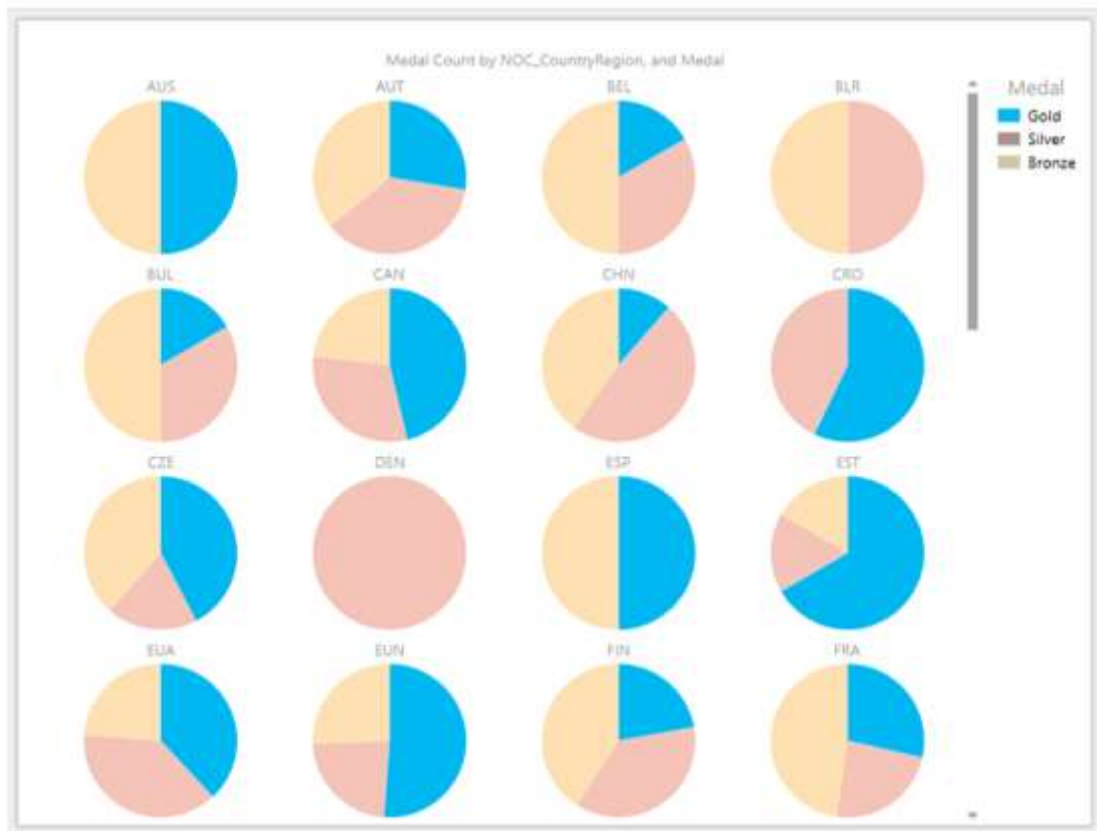 Medal Count by NOC_CountryRegion, and Medal
AUS AUT BEL BLR
BUL CAN CHN CRO
CZE DEN ESP EST
EUA EUN FIN FRA
Medal
Gold
Silver
Bronze